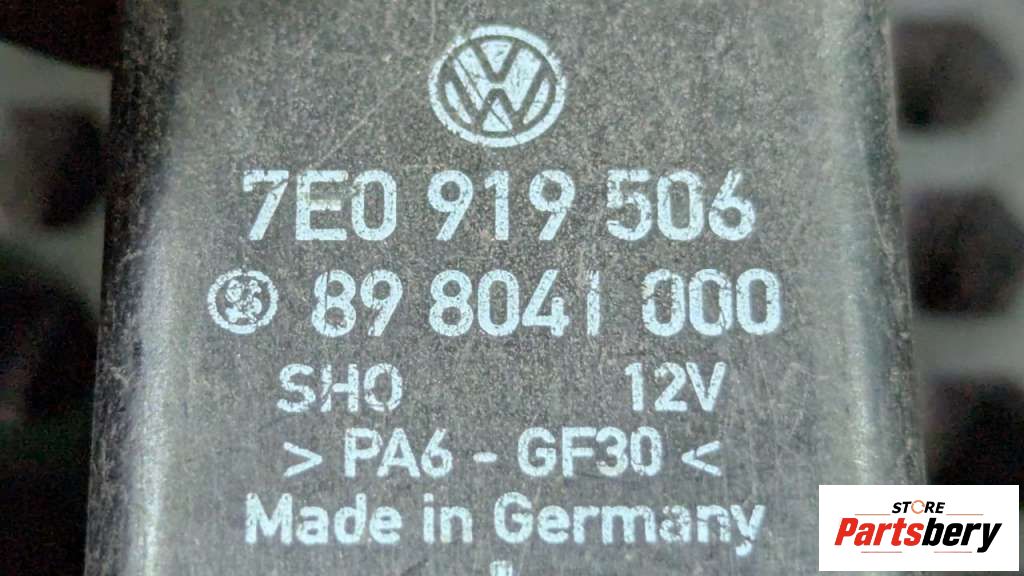 7E0 919 506
89 8041 000
SHO 12V
> PA6 - GF30 <
Made in Germany
STORE
Partsbery